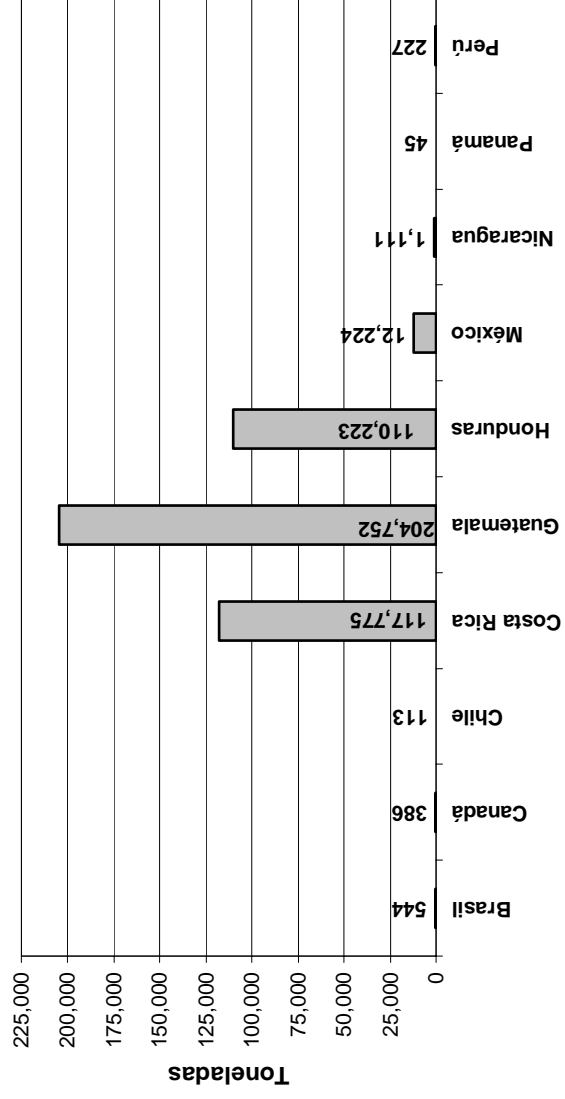 Toneladas
225,000
200,000
175,000
150,000
125,000
100,000
75,000
50,000
25,000
0
544
386
113
117,775
204,752
110,223
12,224
1,111
45
227
Brasil
Canadá
Chile
Costa Rica
Guatemala
Honduras
México
Nicaragua
Panamá
Perú